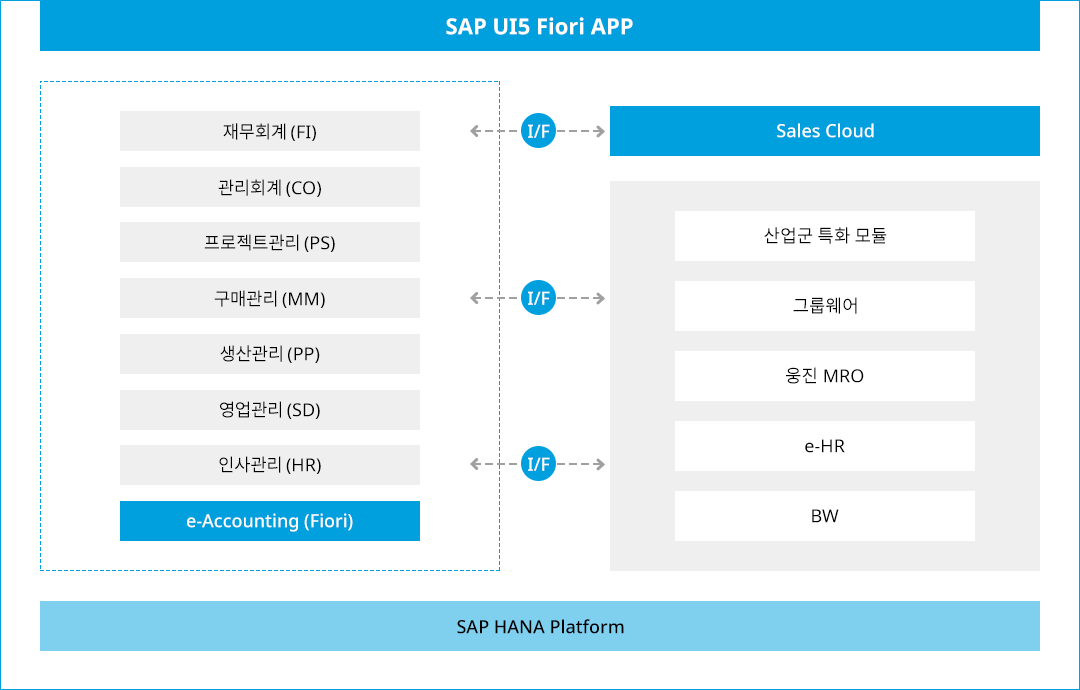 SAP UI5 Fiori APP
재무회계 (FI)
관리회계 (CO)
프로젝트관리 (PS)
구매관리 (MM)
생산관리 (PP)
영업관리 (SD)
인사관리 (HR)
e-Accounting (Fiori)
I/F
I/F
I/F
Sales Cloud
산업군 특화 모듈
그룹웨어
웅진 MRO
e-HR
BW
SAP HANA Platform